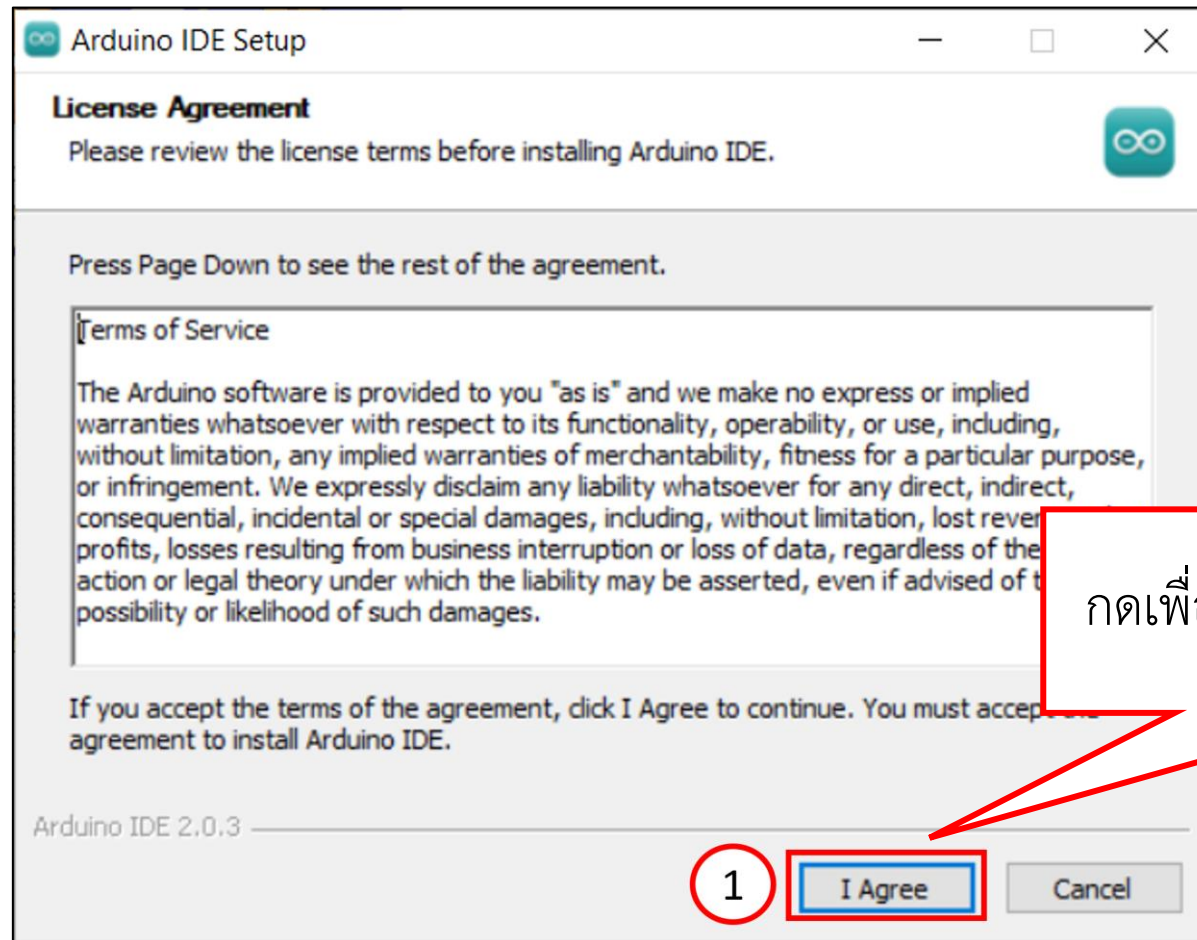 Arduino IDE Setup
License Agreement
Please review the license terms before installing Arduino IDE.
Press Page Down to see the rest of the agreement.
Terms of Service
The Arduino software is provided to you "as is" and we make no express or implied
warranties whatsoever with respect to its functionality, operability, or use, including,
without limitation, any implied warranties of merchantability, fitness for a particular purpose,
or infringement. We expressly disclaim any liability whatsoever for any direct, indirect,
consequential, incidental or special damages, including, without limitation, lost
profits, losses resulting from business interruption or loss of data, regardless of the
action or legal theory under which the liability may be asserted, even if advised of
possibility or likelihood of such damages.
If you accept the terms of the agreement, click I Agree to continue. You must accept
agreement to install Arduino IDE.
กดเพื่
Arduino IDE 2.0.3
1
I Agree
Cancel